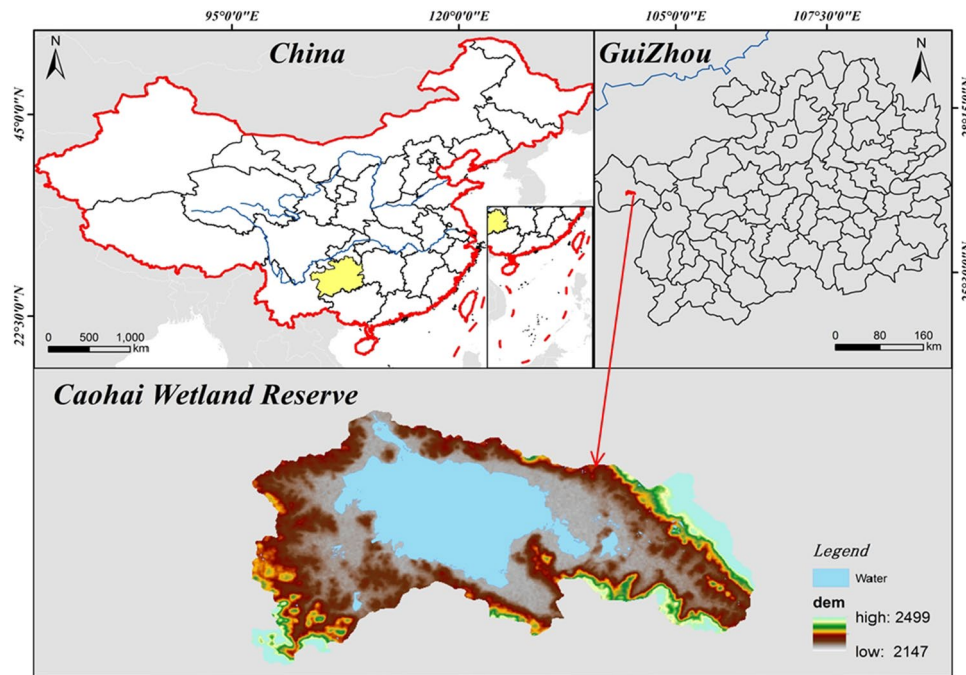 95°0'0"E 120°0'0"E 105°0'0"E 107°30'0"E
N China
GuiZhou N
45°0'0"N
22°30'0"N
0 500 1,000
km
0 80 160
km
Caohai Wetland Reserve
Legend
Water
dem
high: 2499
low: 2147